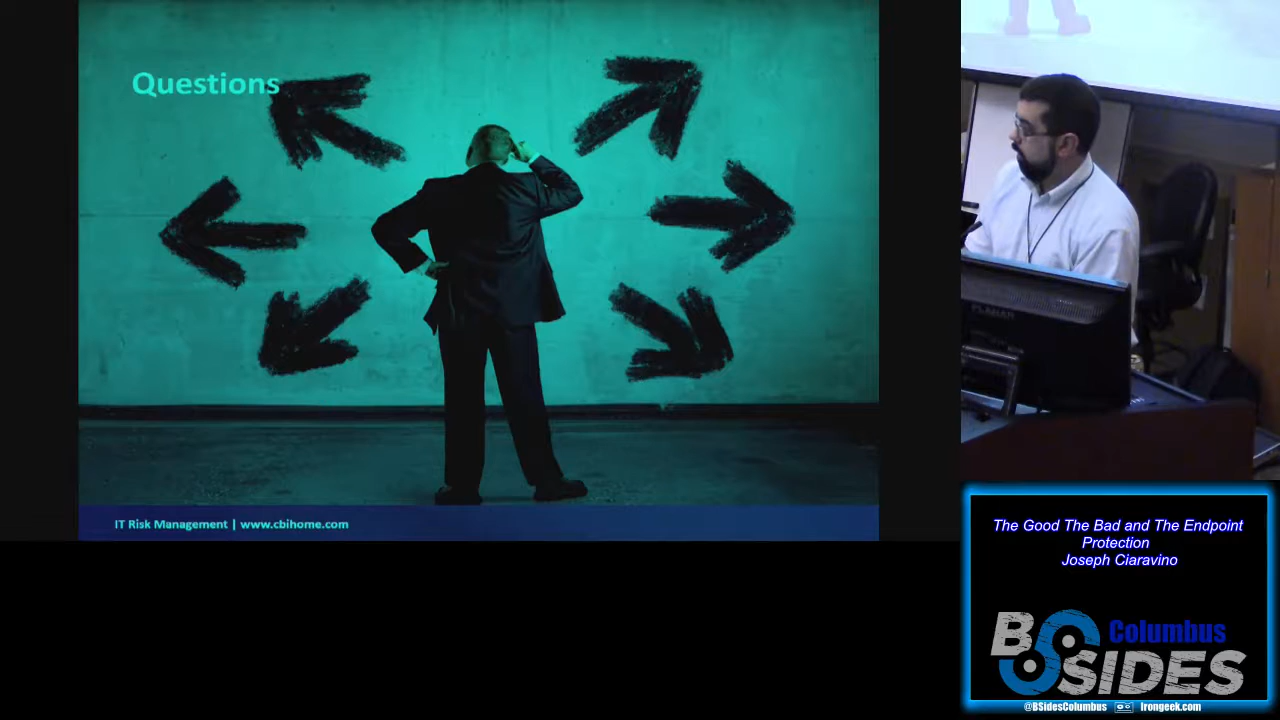 Questions
IT Risk Management | www.cbihome.com
PLANAR
The Good The Bad and The Endpoint
Protection
Joseph Ciaravino
BSIDES
Columbus
@BSidesColumbus
Irongeek.com